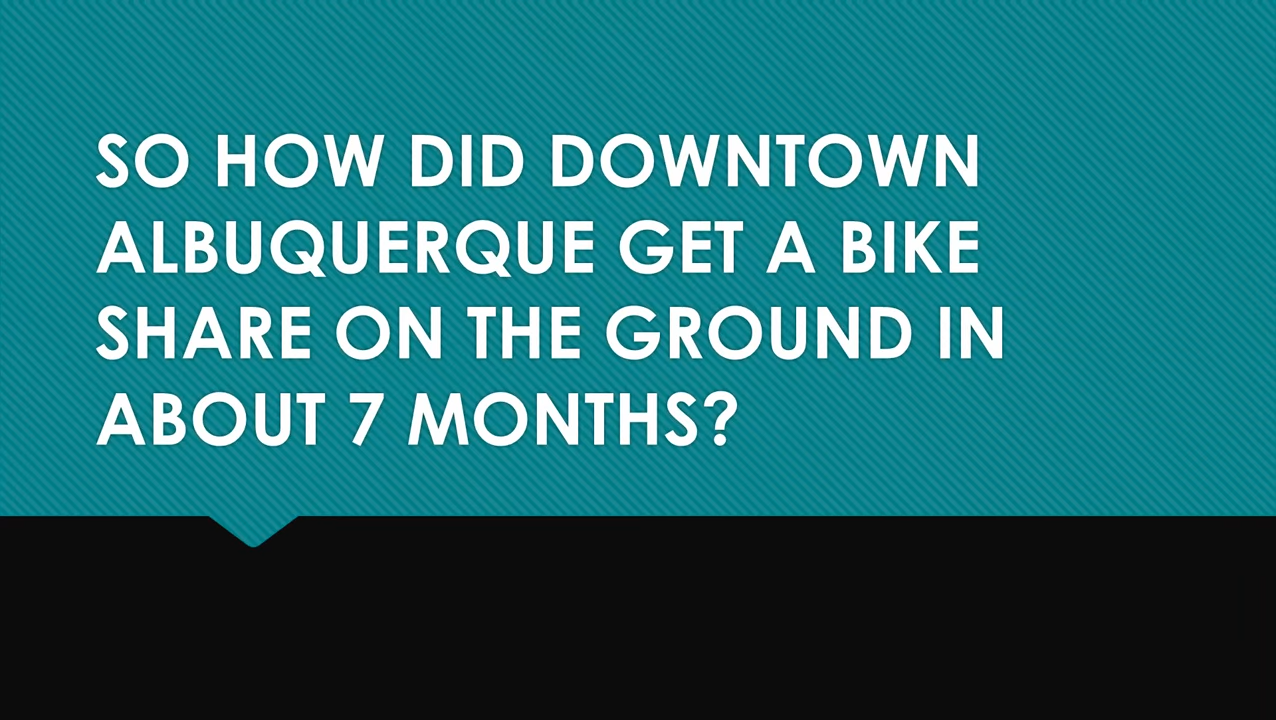 SO HOW DID DOWNTOWN
ALBUQUERQUE GET A BIKE
SHARE ON THE GROUND IN
ABOUT 7 MONTHS?